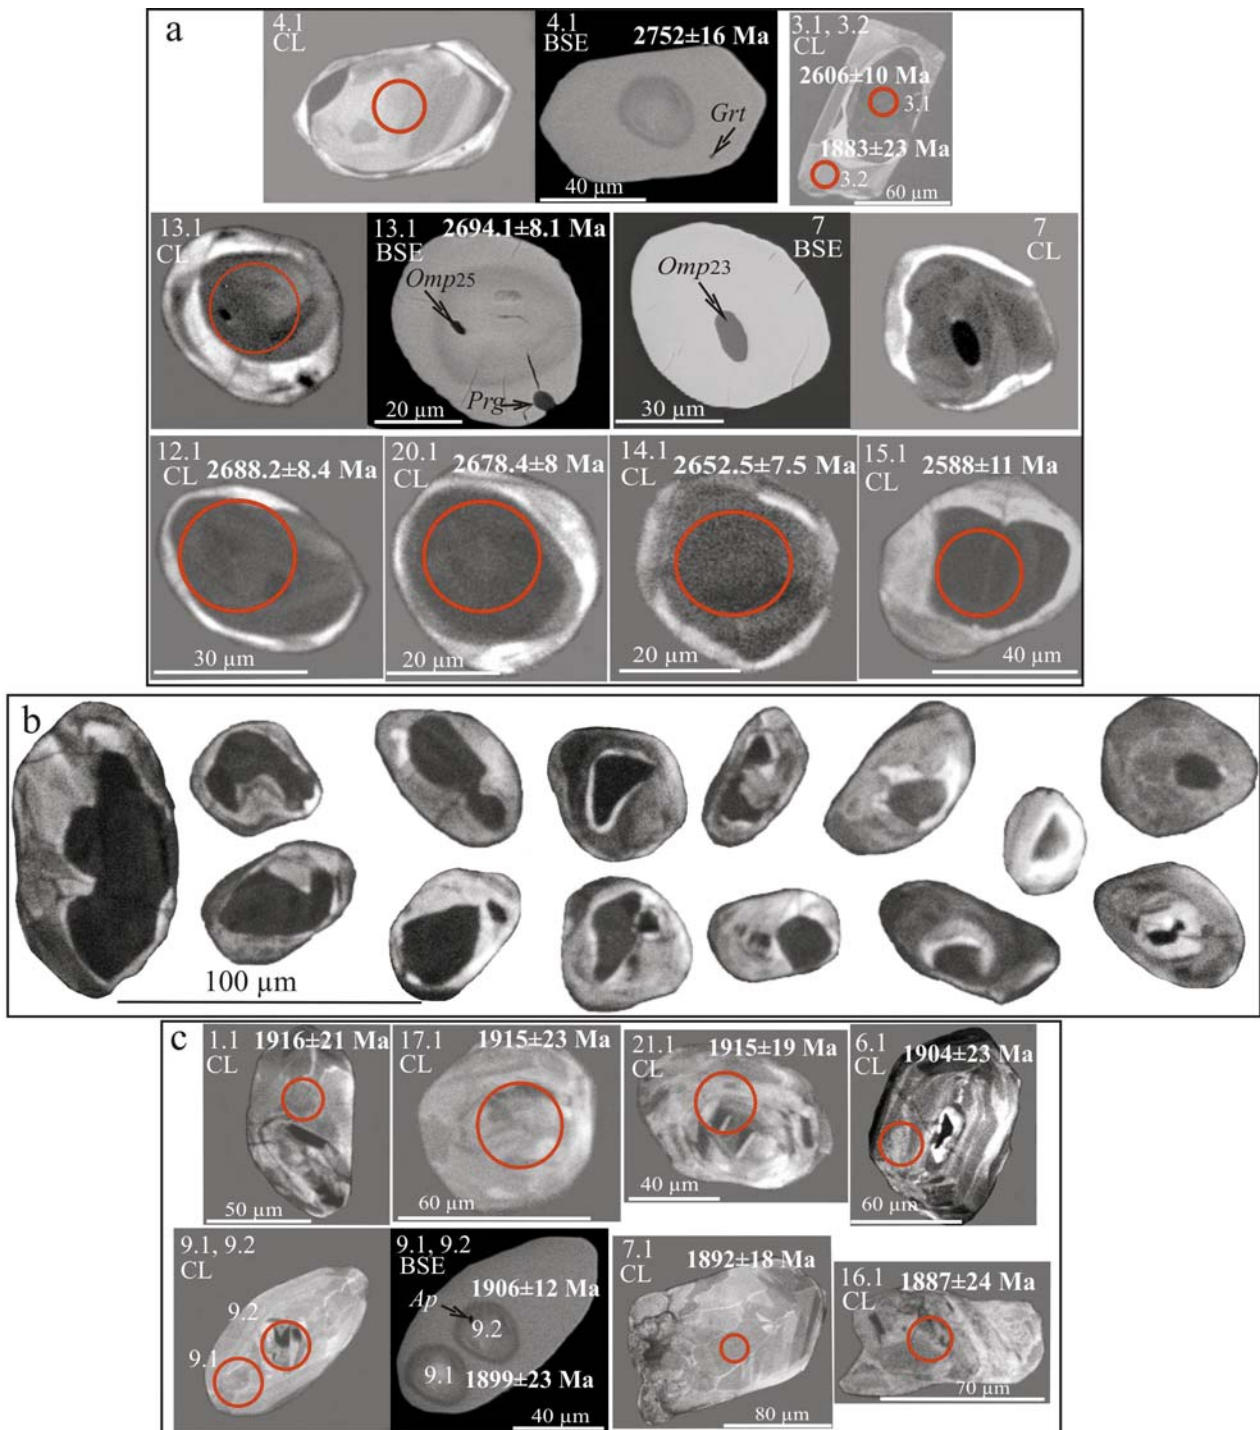 a
4.1
CL
4.1
BSE
2752±16 Ma
Grt
40 µm
3.1, 3.2
CL
2606±10 Ma
3.1
1883±23 Ma
3.2
60 µm
13.1
CL
13.1
BSE
2694.1±8.1 Ma
Omp25
Prg
20 µm
7
BSE
Omp23
30 µm
7
CL
12.1
CL
2688.2±8.4 Ma
30 µm
20.1
CL
2678.4±8 Ma
20 µm
14.1
CL
2652.5±7.5 Ma
20 µm
15.1
CL
2588±11 Ma
40 µm
b
100 µm
c
1.1
CL
1916±21 Ma
50 µm
17.1
CL
1915±23 Ma
60 µm
21.1
CL
1915±19 Ma
40 µm
6.1
CL
1904±23 Ma
60 µm
9.1, 9.2
CL
9.2
9.1
9.1, 9.2
BSE
1906±12 Ma
Ap
9.2
9.1
1899±23 Ma
40 µm
7.1
CL
1892±18 Ma
80 µm
16.1
CL
1887±24 Ma
70 µm